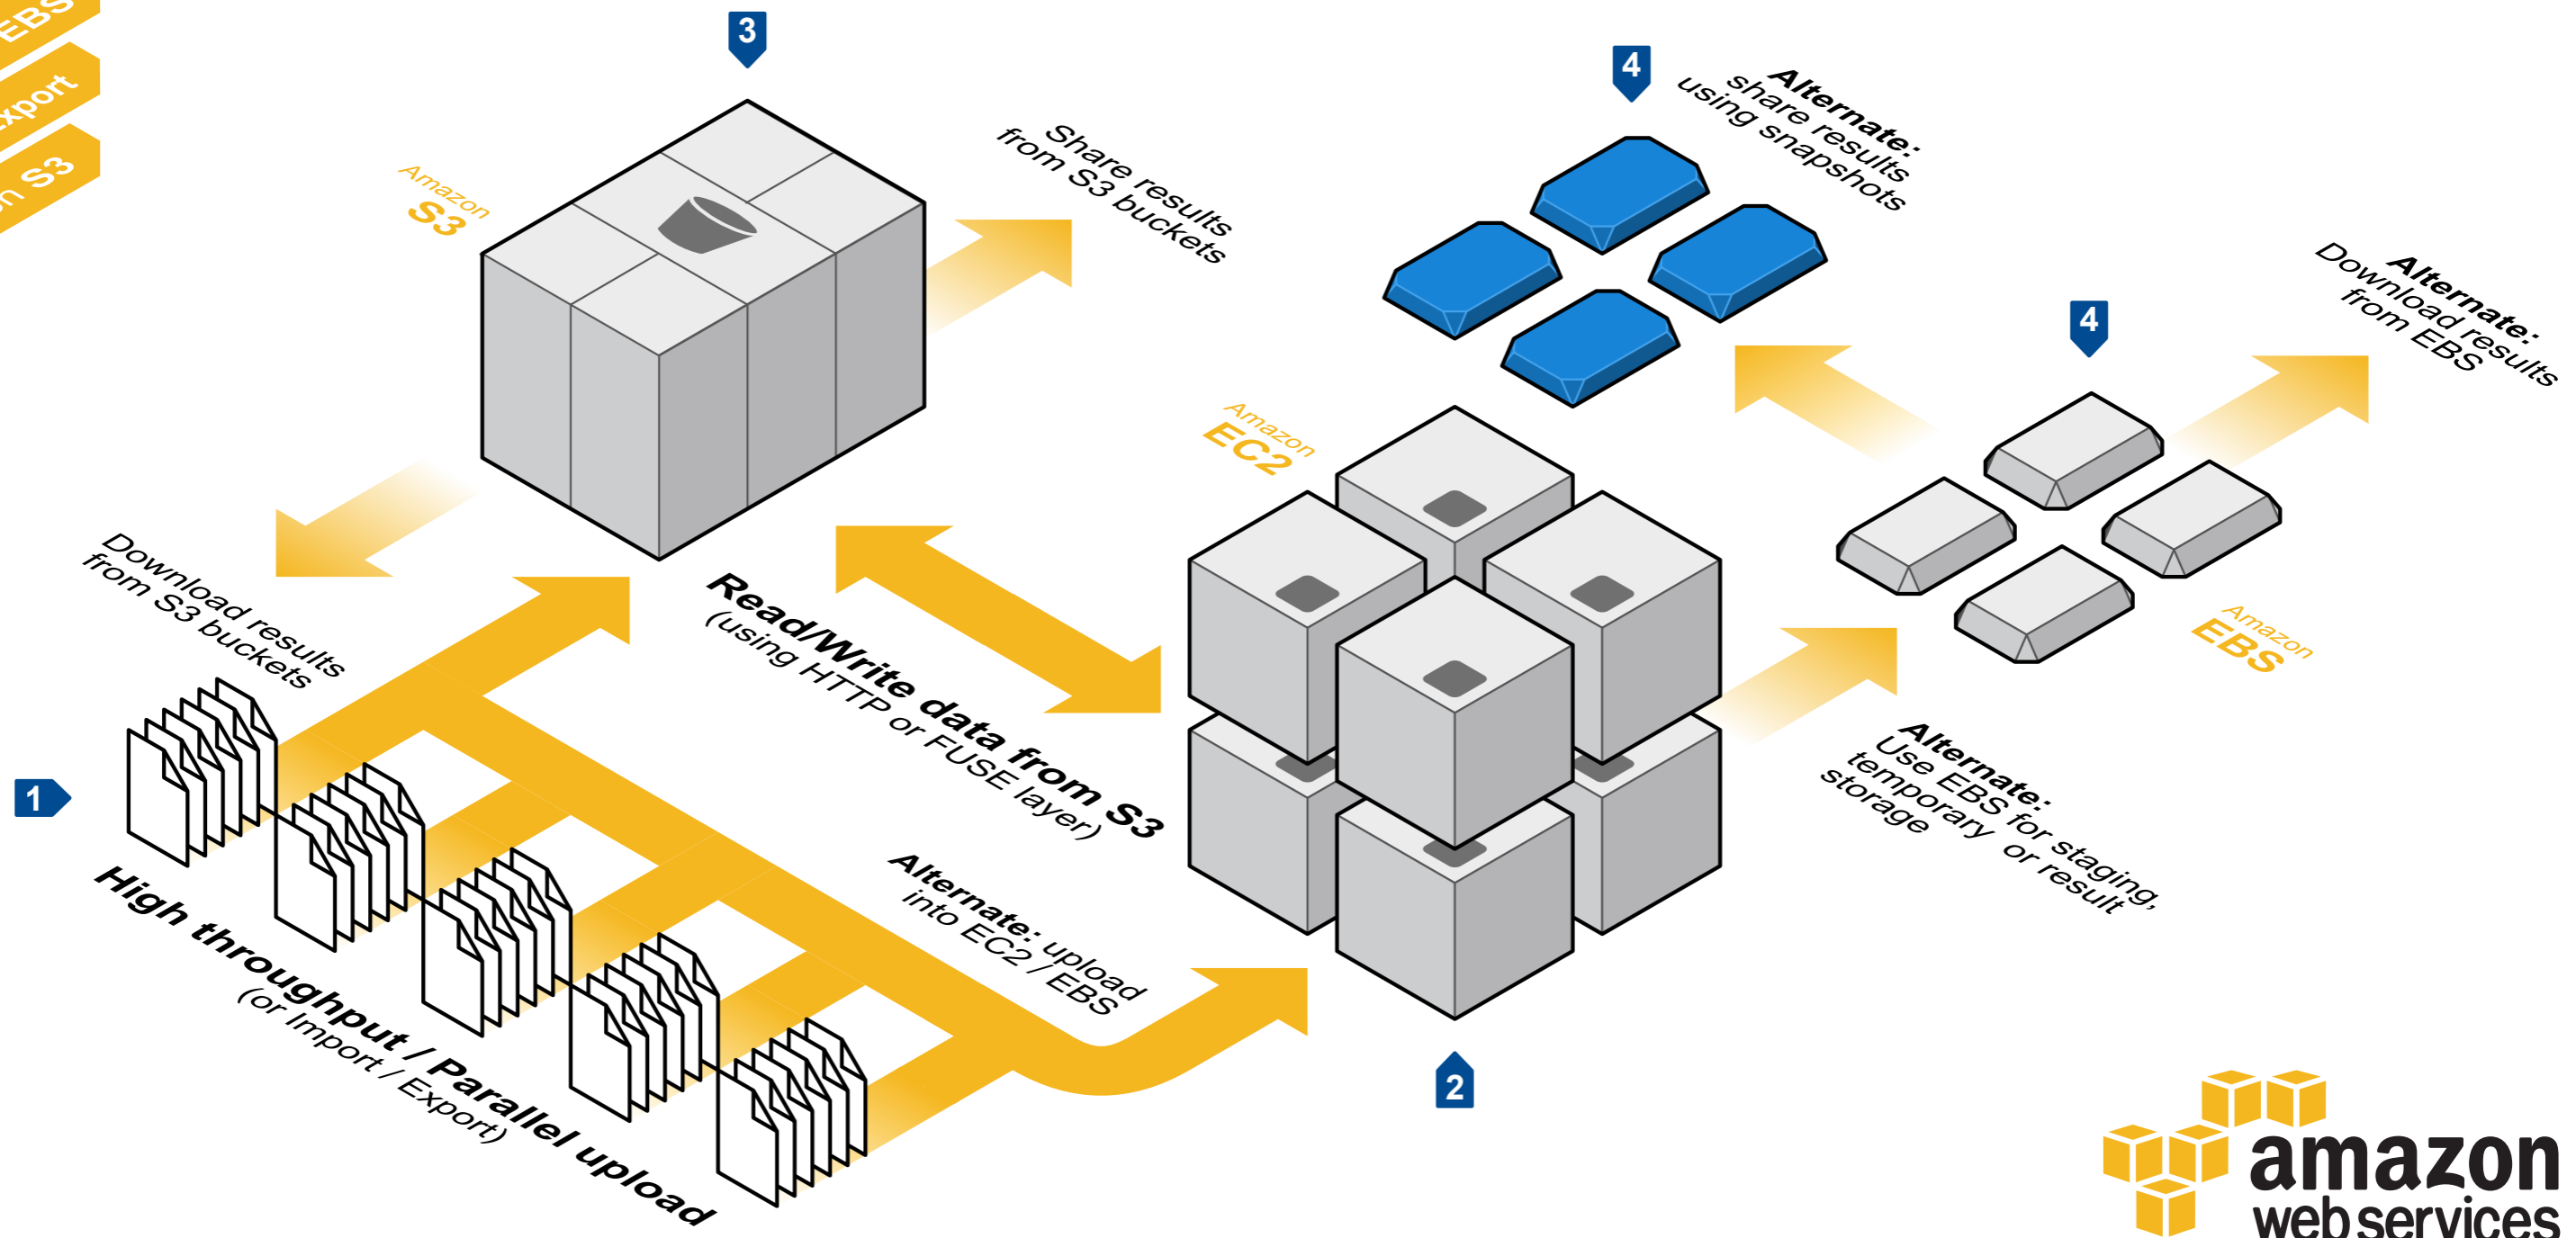 EBS
Export
S3
3
Amazon
S3
Share results
from S3 buckets
4
Alternate:
share results
using snapshots
Alternate:
Download results
from EBS
4
Amazon
EC2
Amazon
EBS
Download results
from S3 buckets
Read/Write data from S3
(using HTTP or FUSE layer)
Alternate:
Use EBS for staging,
temporary or result
storage
1
High throughput / Parallel upload
(or Import / Export)
Alternate: upload
into EC2 / EBS
2
amazon
web services